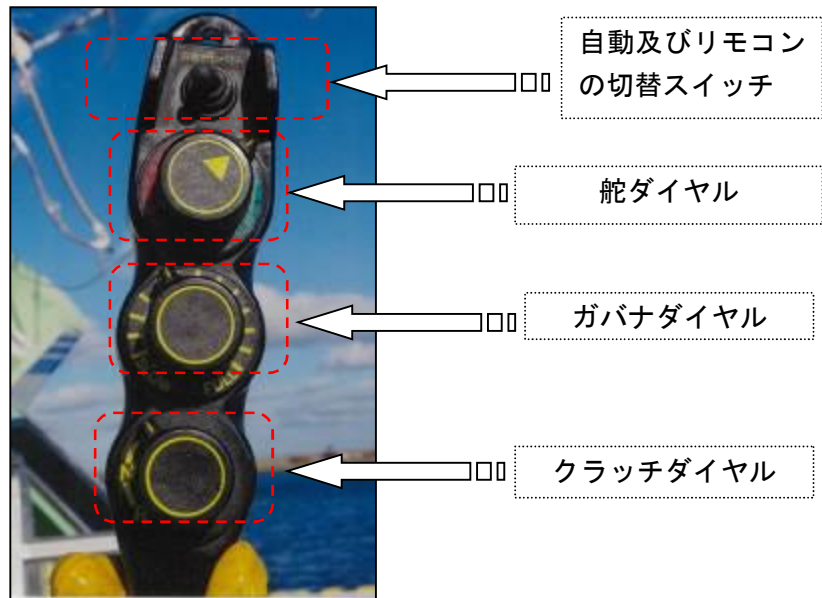 自動及びリモコン
の切替スイッチ
舵ダイヤル
ガバナダイヤル
クラッチダイヤル